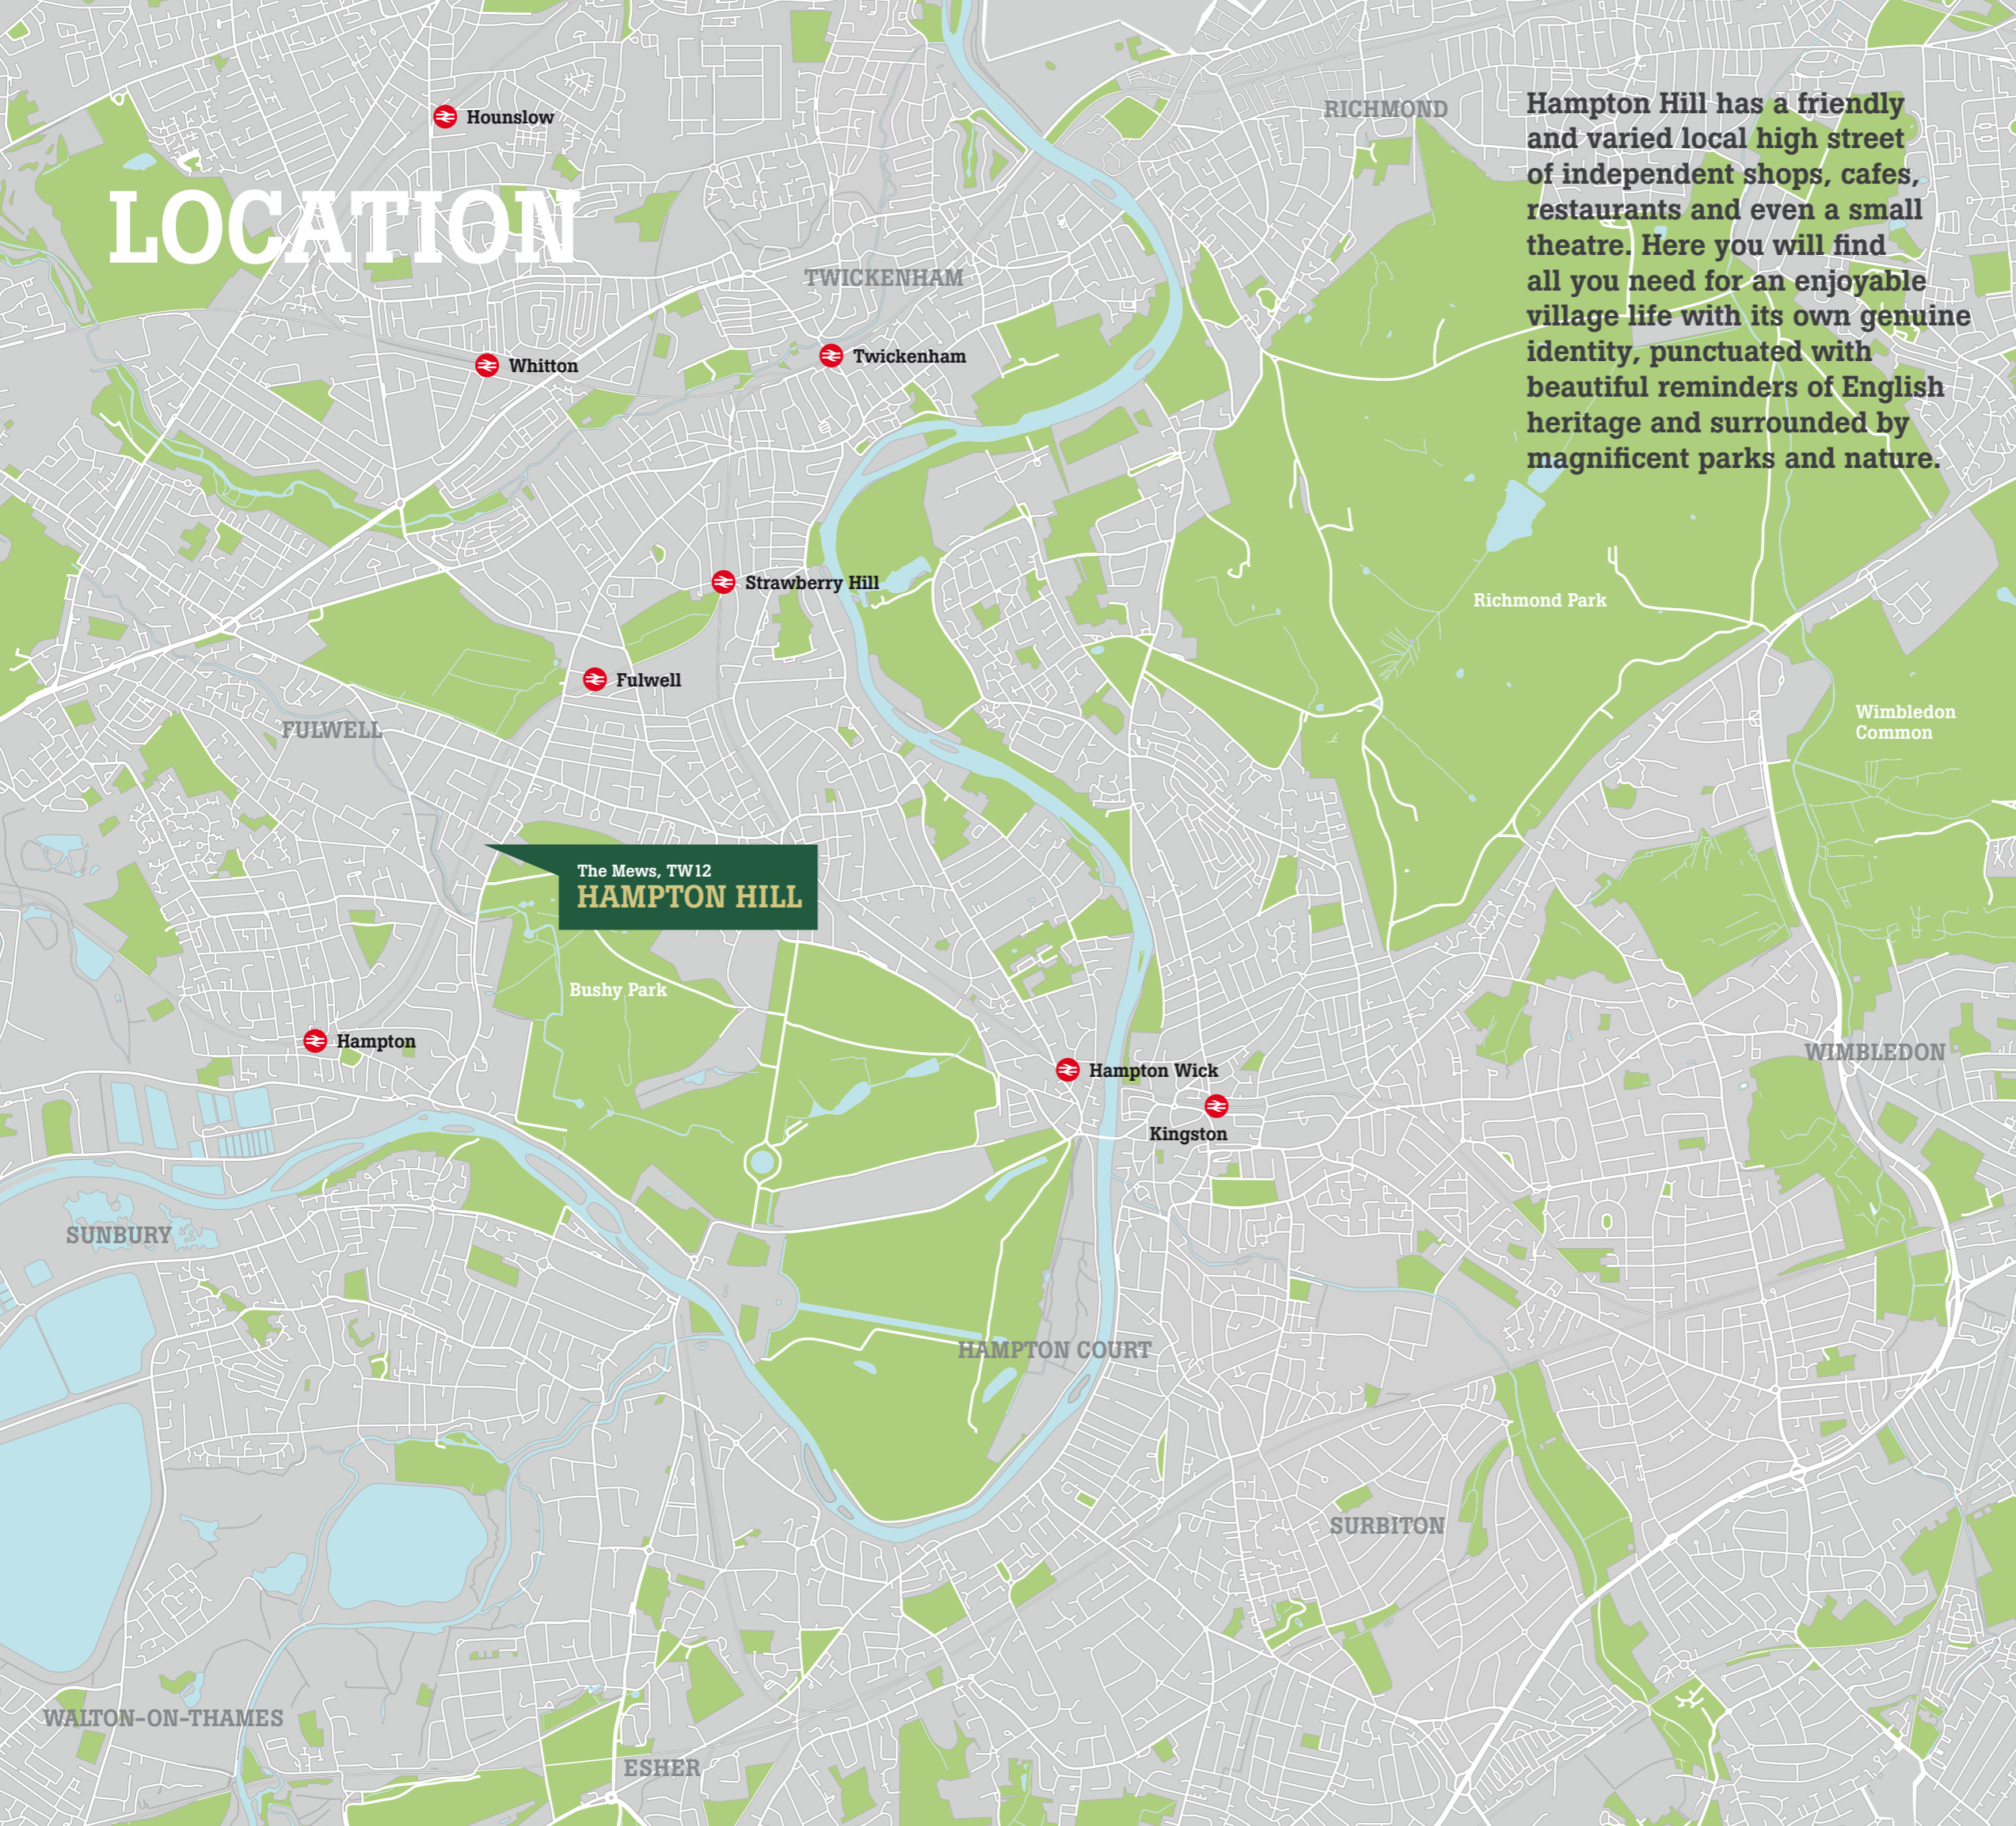 Hounslow
RICHMOND
Hampton Hill has a friendly
and varied local high street
of independent shops, cafes,
restaurants and even a small
theatre. Here you will find
all you need for an enjoyable
village life with its own genuine
identity, punctuated with
beautiful reminders of English
heritage and surrounded by
magnificent parks and nature.
LOCATION
TWICKENHAM
Whitton
Twickenham
Strawberry Hill
Richmond Park
Fulwell
FULWELL
Wimbledon
Common
The Mews, TW12
HAMPTON HILL
Bushy Park
Hampton
Hampton Wick
WIMBLEDON
Kingston
SUNBURY
HAMPTON COURT
SURBITON
WALTON-ON-THAMES
ESHER